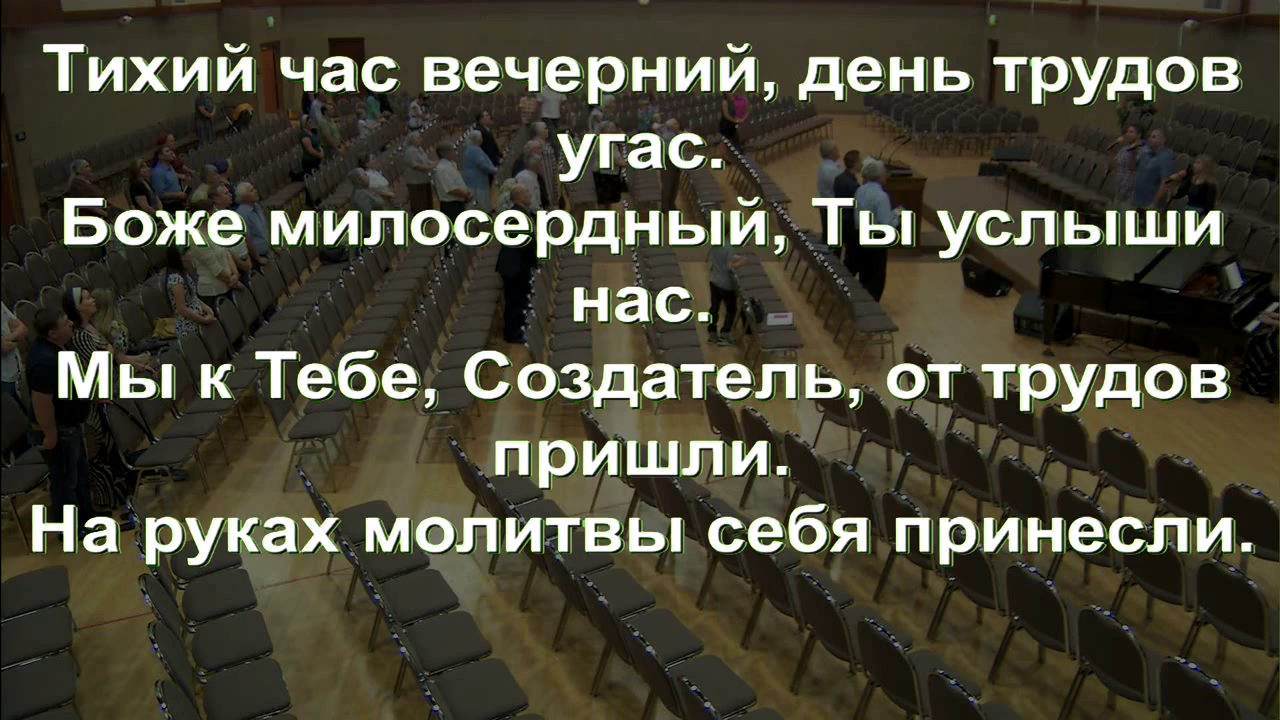 Тихий час вечерний, день трудов
угас.
Боже милосердный, Ты услыши
нас.
Мы к Тебе, Создатель, от трудов
пришли.
На руках молитвы себя принесли.